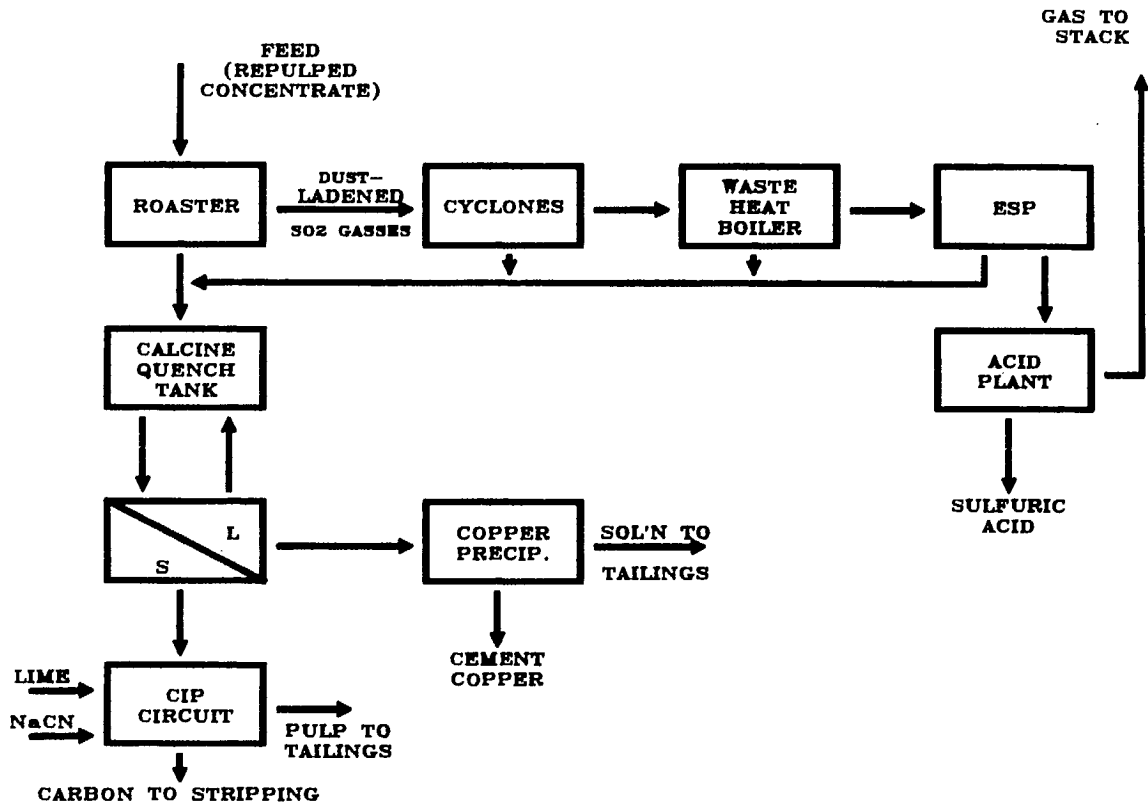 GAS TO
STACK
FEED
(REPULPED
CONCENTRATE)
ROASTER
DUST-
LADENED
SO2 GASSES
CYCLONES
WASTE
HEAT
BOILER
ESP
CALCINE
QUENCH
TANK
ACID
PLANT
SULFURIC
ACID
L
S
COPPER
PRECIP.
SOL'N TO
TAILINGS
CEMENT
COPPER
LIME
NaCN
CIP
CIRCUIT
PULP TO
TAILINGS
CARBON TO STRIPPING